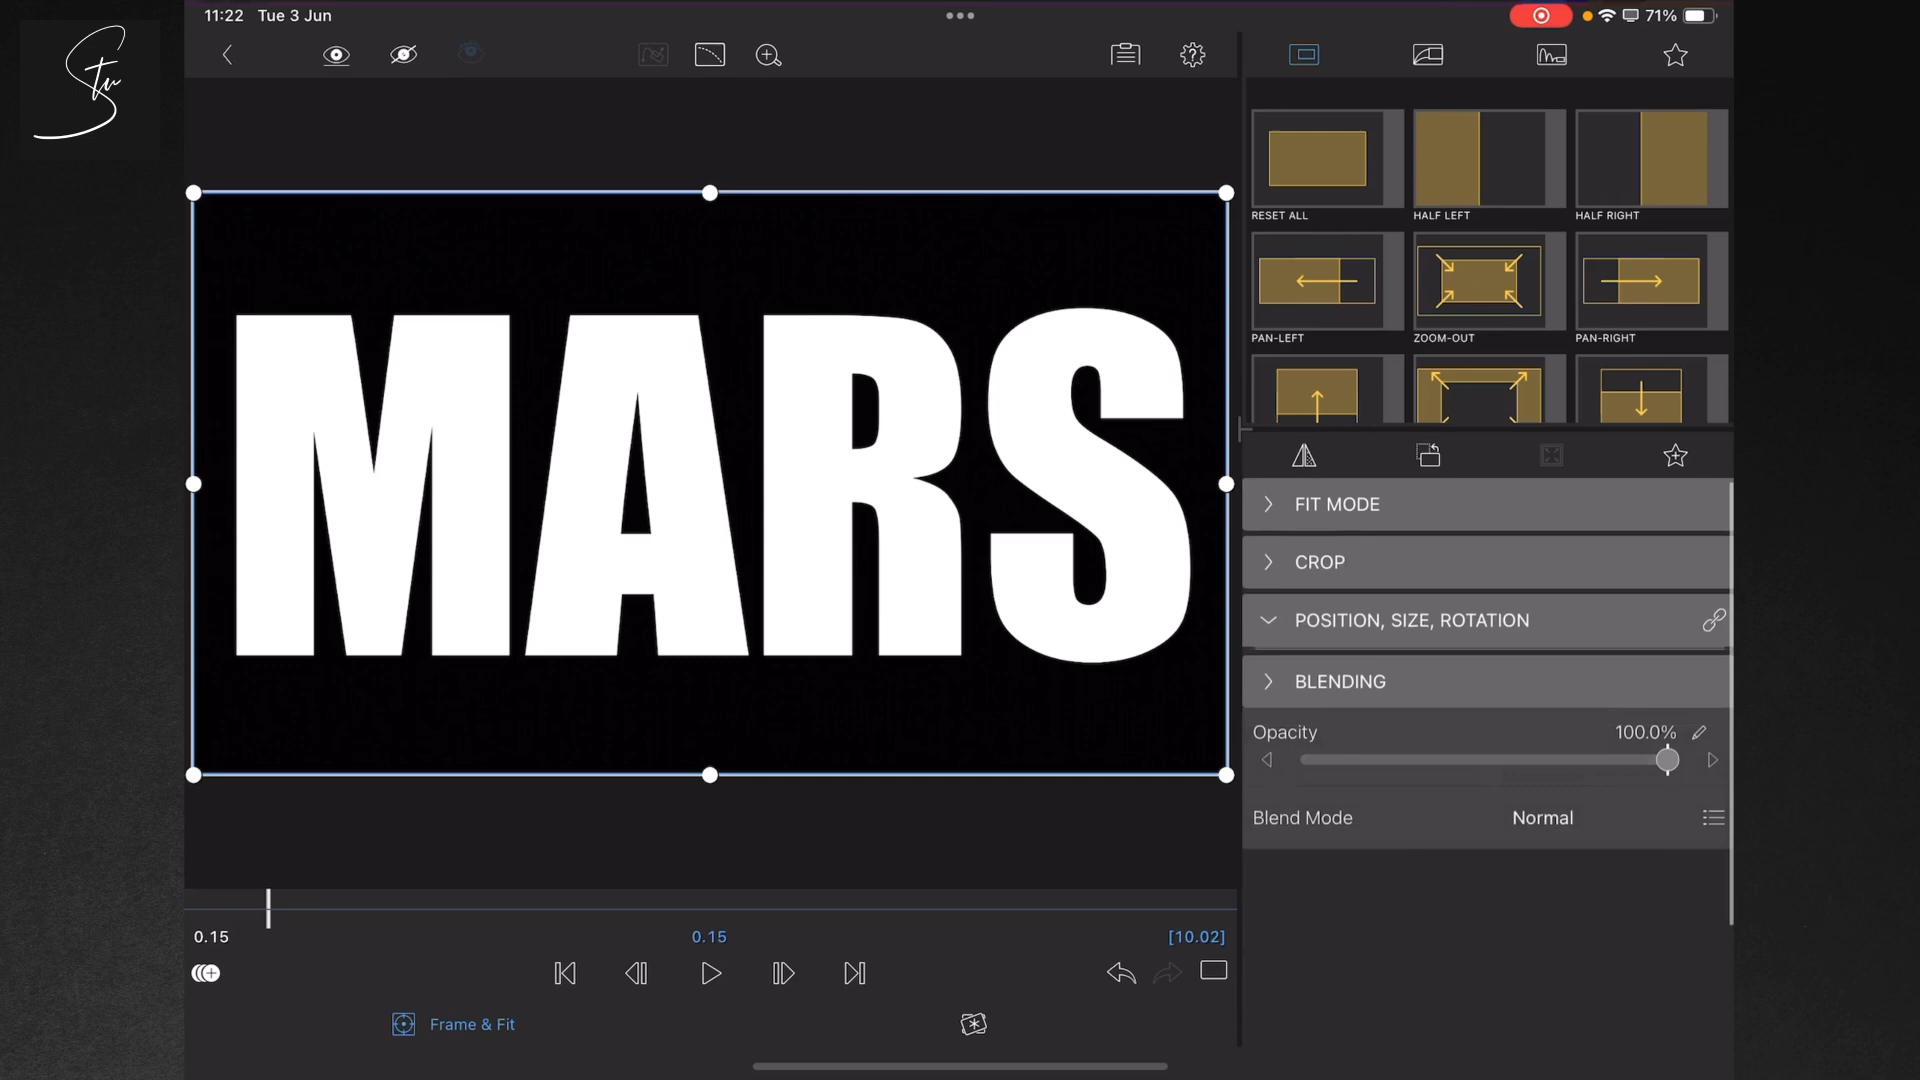 11:22 Tue 3 Jun
71%
Stu
RESET ALL
HALF LEFT
HALF RIGHT
PAN-LEFT
ZOOM-OUT
PAN-RIGHT
MARS
FIT MODE
CROP
POSITION, SIZE, ROTATION
BLENDING
Opacity 100.0%
Blend Mode Normal
0.15 0.15 [10.02]
Frame & Fit